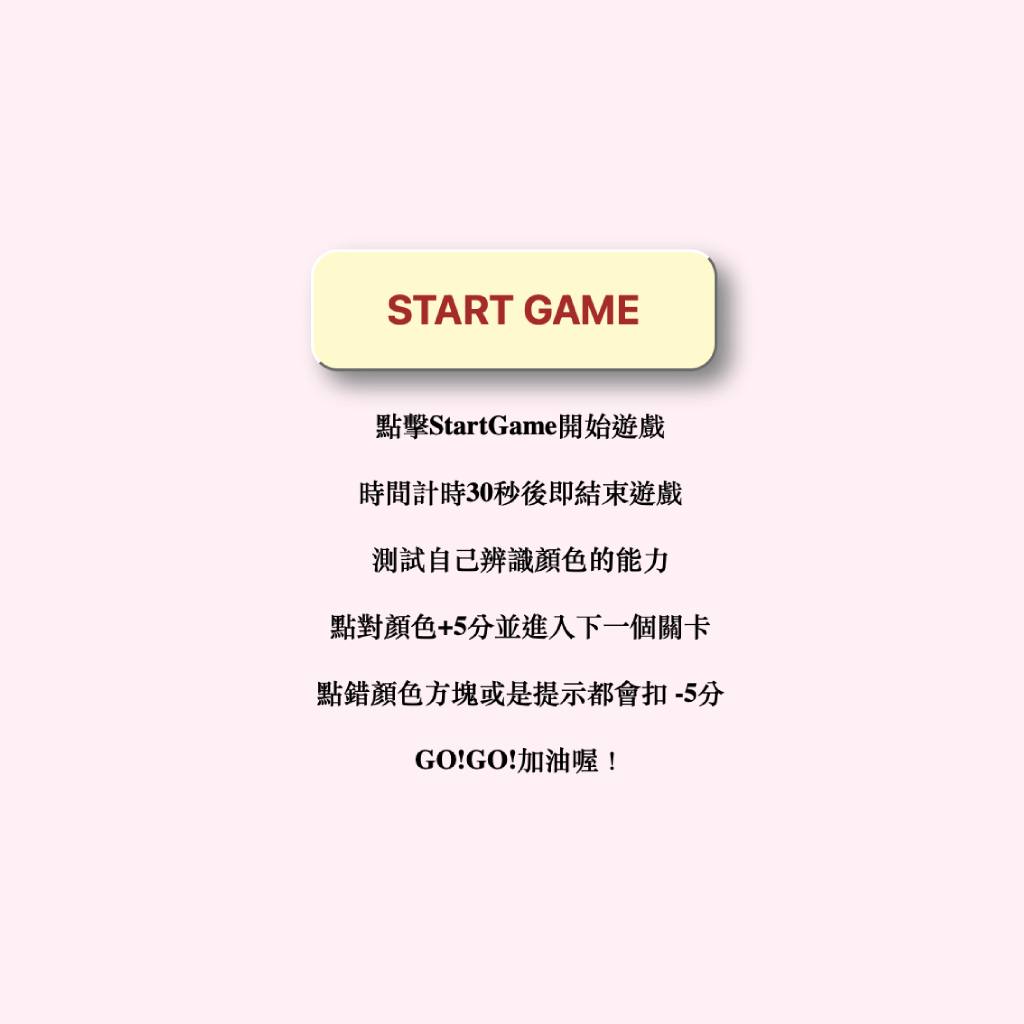 START GAME
點擊StartGame開始遊戲
時間計時30秒後即結束遊戲
測試自己辨識顏色的能力
點對顏色+5分並進入下一個關卡
點錯顏色方塊或是提示都會扣 -5分
GO!GO!加油喔！